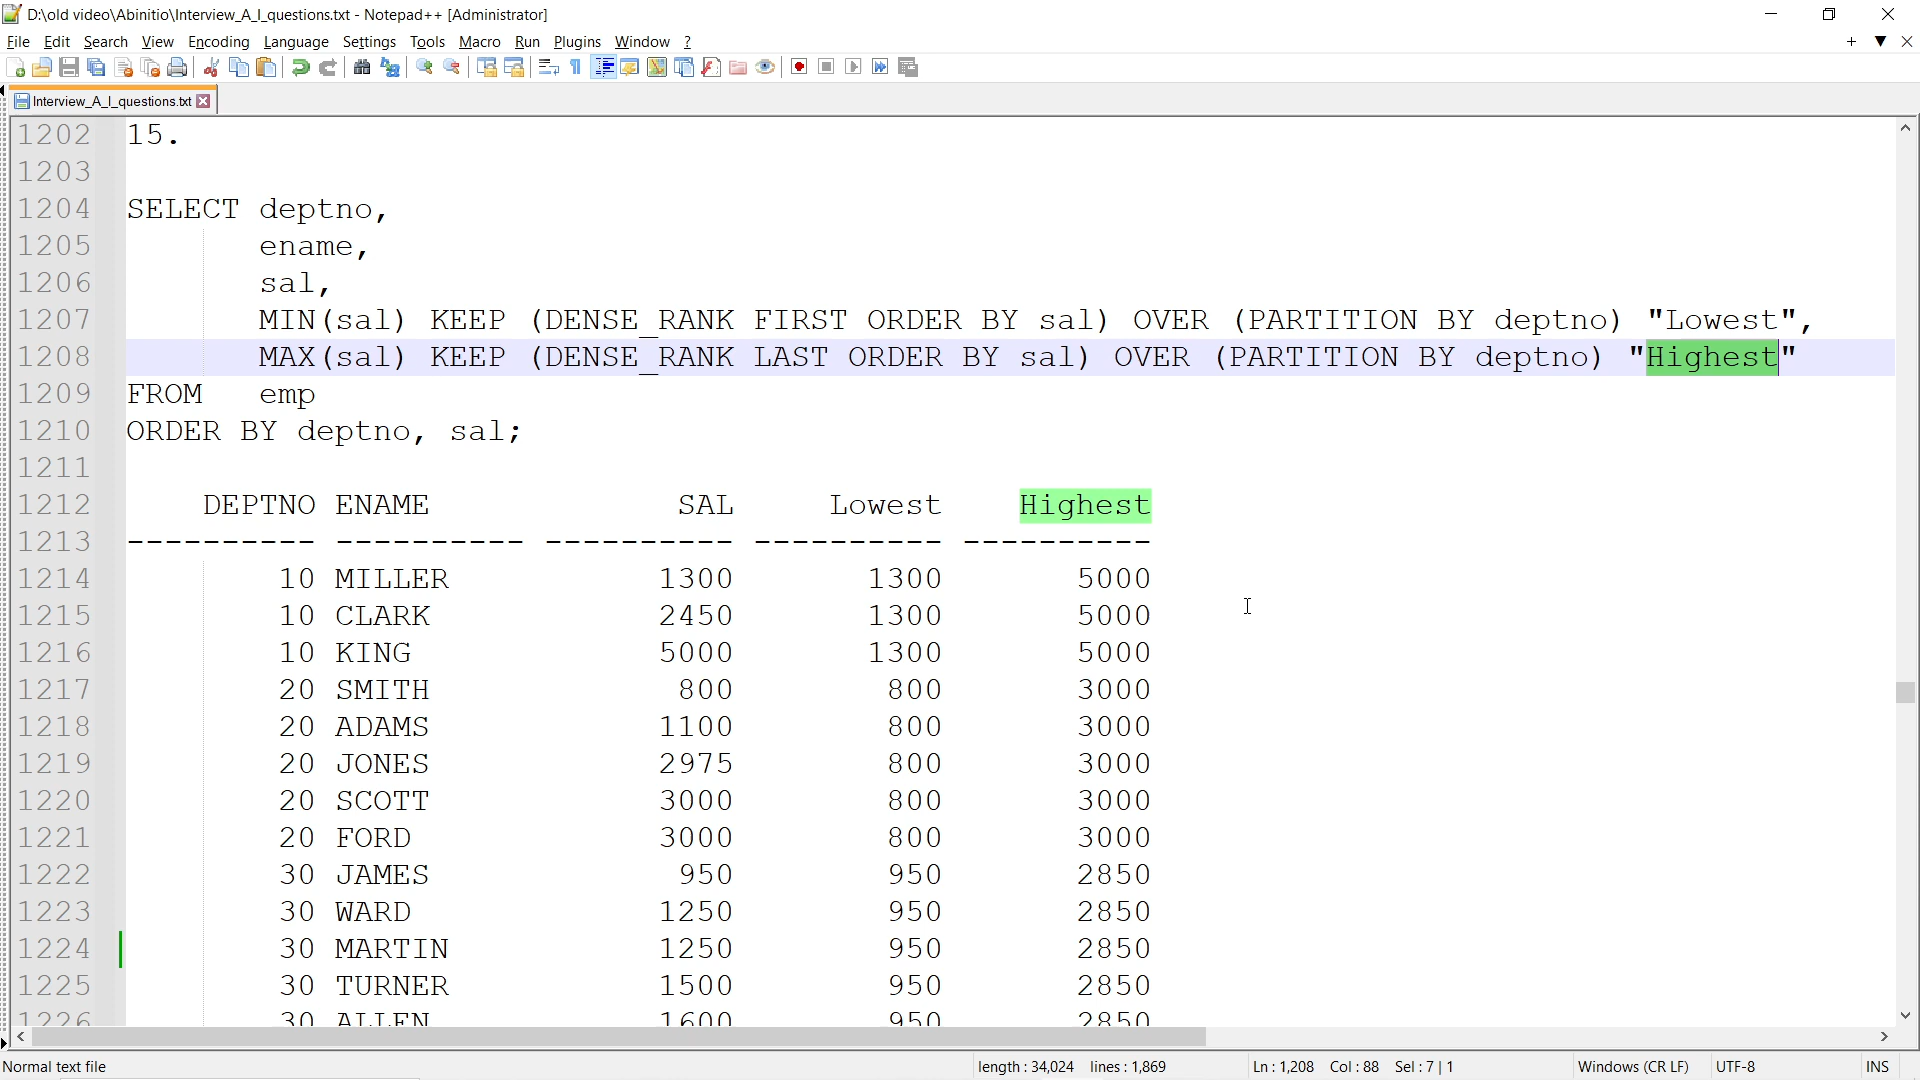 D:\old video\Abinitio\Interview_A_I_questions.txt - Notepad++ [Administrator]
File Edit Search View Encoding Language Settings Tools Macro Run Plugins Window ?
Interview_A_I_questions.txt
1202 15.
1203
1204 SELECT deptno,
1205 ename,
1206 sal,
1207 MIN(sal) KEEP (DENSE_RANK FIRST ORDER BY sal) OVER (PARTITION BY deptno) "Lowest",
1208 MAX(sal) KEEP (DENSE_RANK LAST ORDER BY sal) OVER (PARTITION BY deptno) "Highest"
1209 FROM emp
1210 ORDER BY deptno, sal;
1211
1212 DEPTNO ENAME SAL Lowest Highest
1213 ---------- ---------- ---------- ---------- ----------
1214 10 MILLER 1300 1300 5000
1215 10 CLARK 2450 1300 5000
1216 10 KING 5000 1300 5000
1217 20 SMITH 800 800 3000
1218 20 ADAMS 1100 800 3000
1219 20 JONES 2975 800 3000
1220 20 SCOTT 3000 800 3000
1221 20 FORD 3000 800 3000
1222 30 JAMES 950 950 2850
1223 30 WARD 1250 950 2850
1224 30 MARTIN 1250 950 2850
1225 30 TURNER 1500 950 2850
1226 30 ALLEN 1600 950 2850
Normal text file length : 34,024 lines : 1,869 Ln : 1,208 Col : 88 Sel : 7 | 1 Windows (CR LF) UTF-8 INS